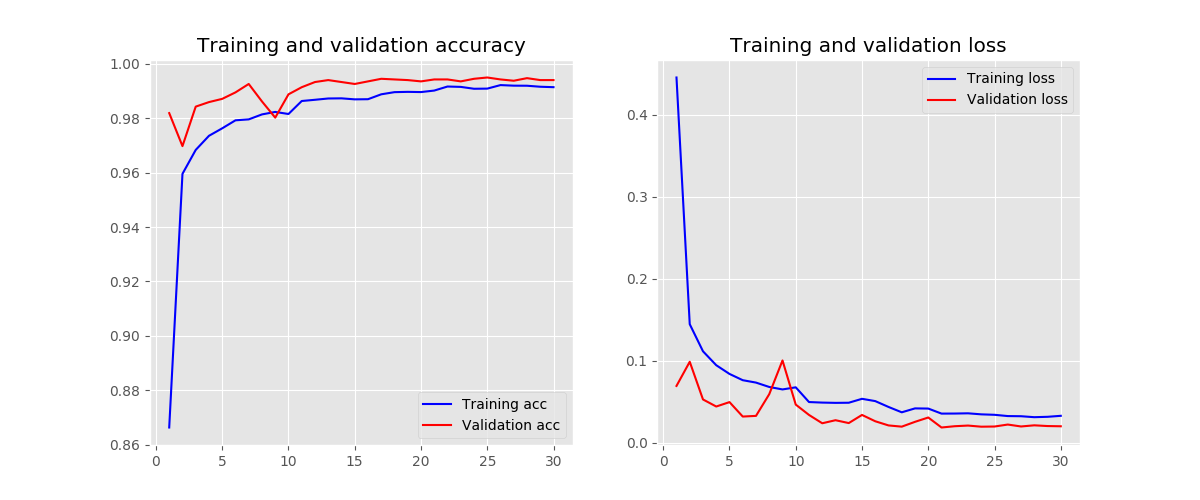 Training and validation accuracy
1.00
0.98
0.96
0.94
0.92
0.90
0.88
0.86
0 5 10 15 20 25 30
Training acc
Validation acc
Training and validation loss
0.4
0.3
0.2
0.1
0.0
0 5 10 15 20 25 30
Training loss
Validation loss